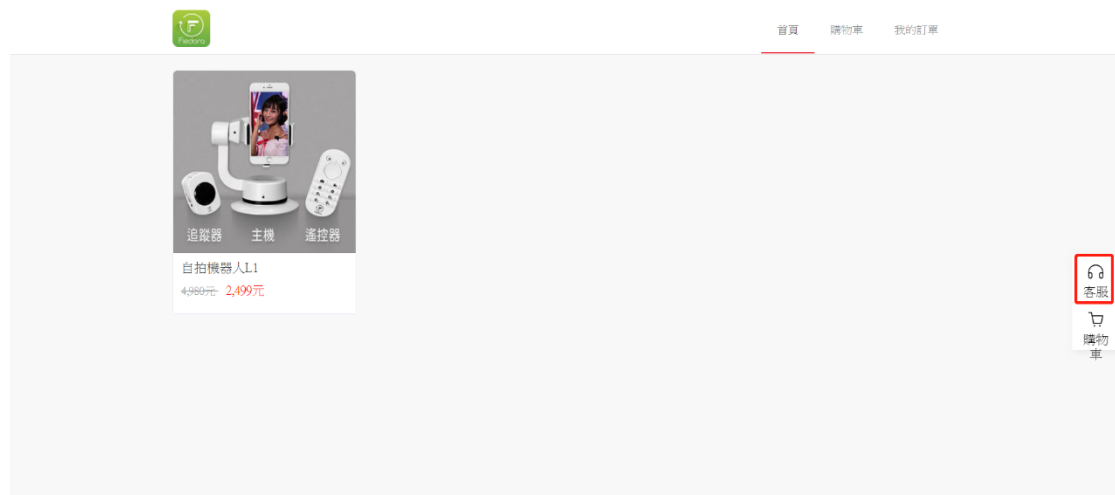 Fiedora
首頁
購物車
我的訂單
追蹤器
主機
遙控器
自拍機器人L1
4,980元 2,499元
客服
購物
車